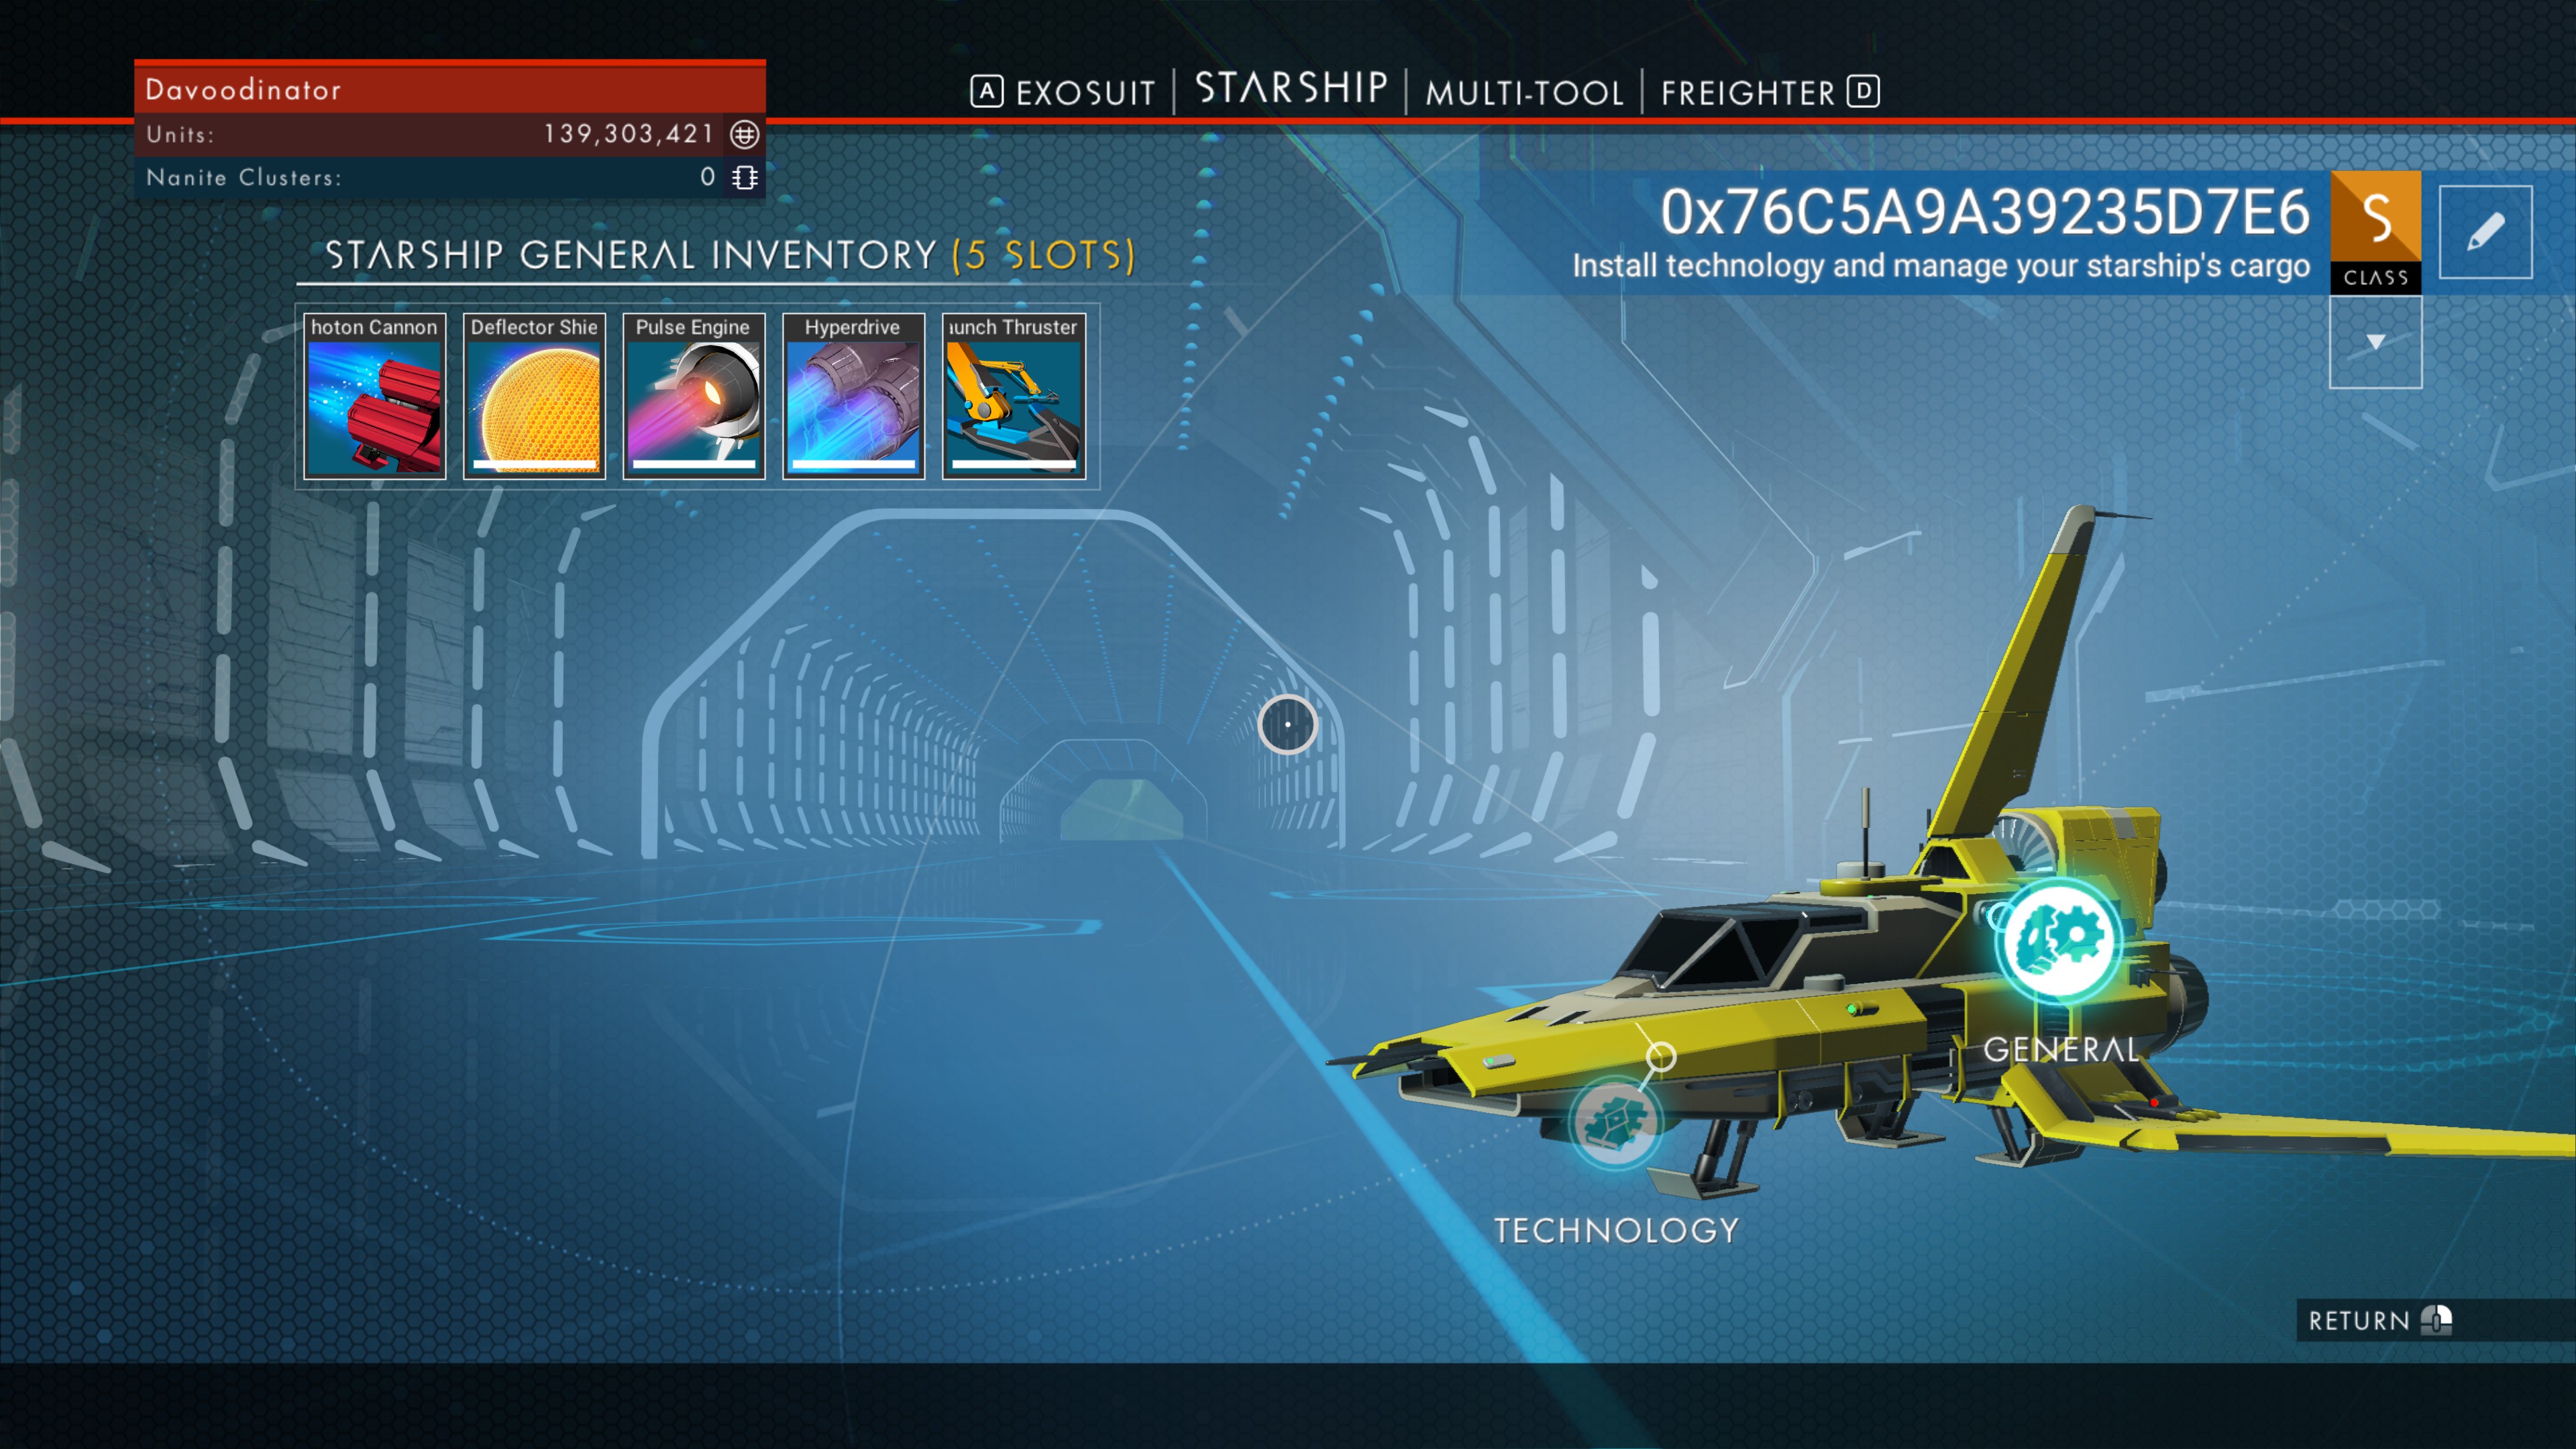 Davoodinator
Units: 139,303,421
Nanite Clusters: 0
A EXOSUIT | STARSHIP | MULTI-TOOL | FREIGHTER D
0x76C5A9A39235D7E6
Install technology and manage your starship's cargo
S
CLASS
STARSHIP GENERAL INVENTORY (5 SLOTS)
hoton Cannon
Deflector Shie
Pulse Engine
Hyperdrive
aunch Thruster
GENERAL
TECHNOLOGY
RETURN